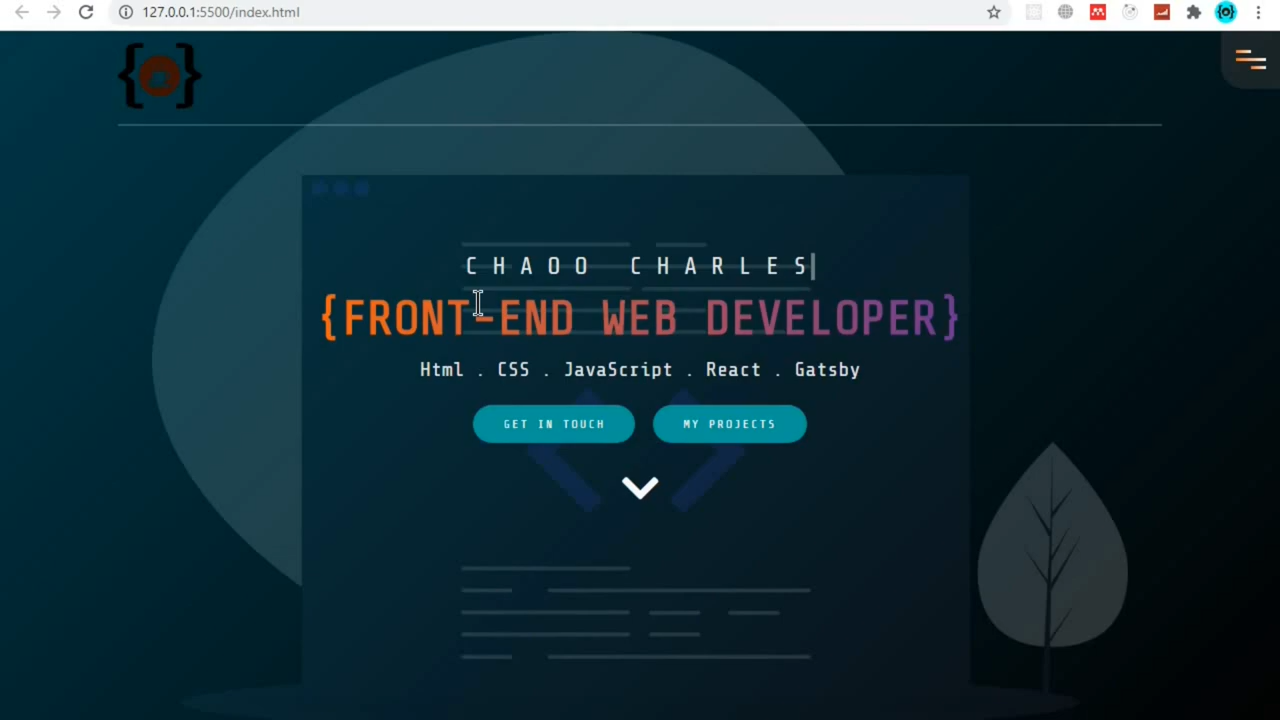 127.0.0.1:5500/index.html
CHAOO CHARLES
{FRONT-END WEB DEVELOPER}
Html . CSS . JavaScript . React . Gatsby
GET IN TOUCH
MY PROJECTS